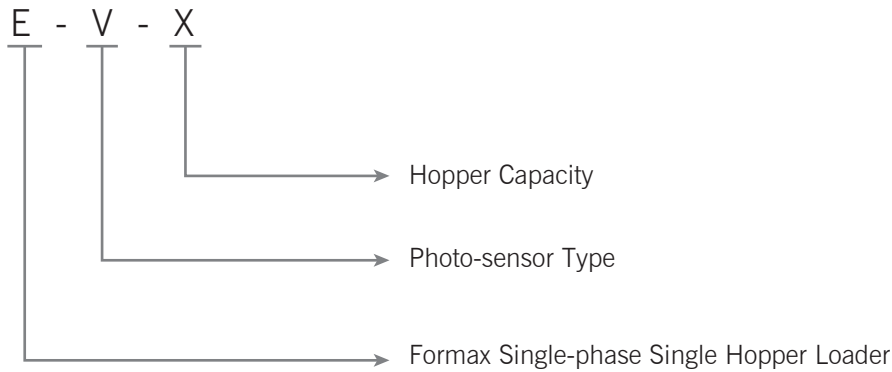 E - V - X
Hopper Capacity
Photo-sensor Type
Formax Single-phase Single Hopper Loader